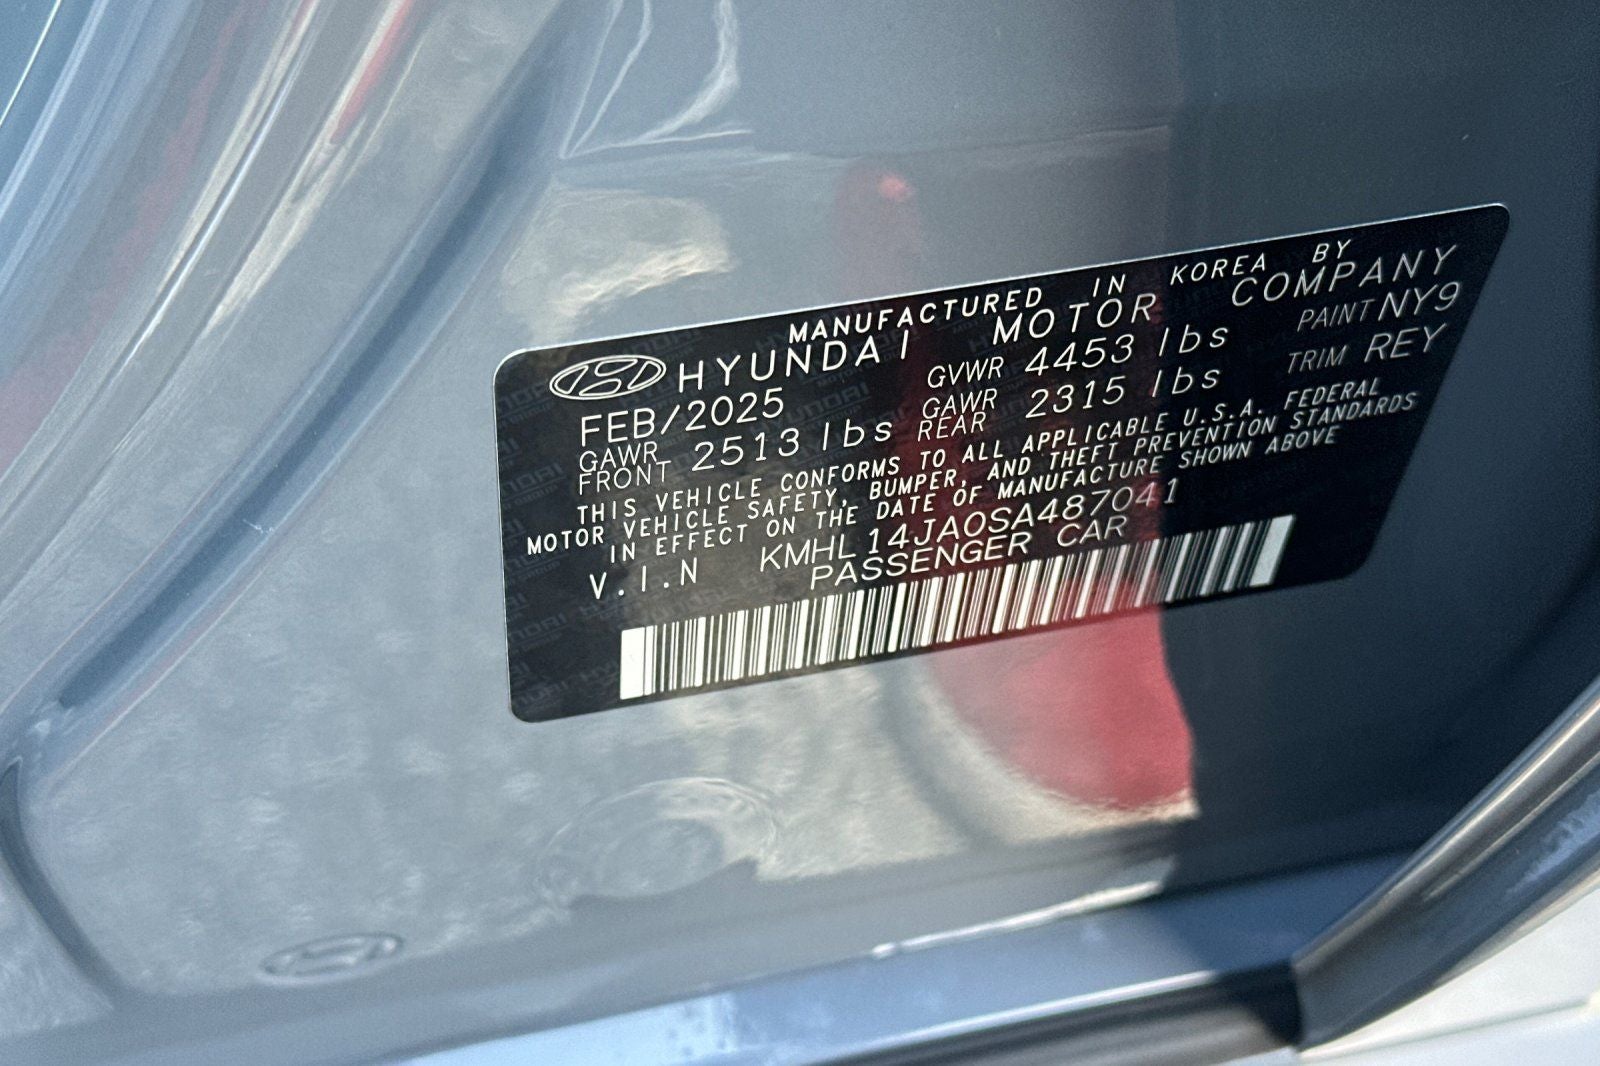 MANUFACTURED IN KOREA BY
HYUNDAI MOTOR COMPANY
FEB/2025 GVWR 4453 lbs PAINT NY9
GAWR FRONT 2513 lbs GAWR REAR 2315 lbs TRIM REY
THIS VEHICLE CONFORMS TO ALL APPLICABLE U.S.A. FEDERAL
MOTOR VEHICLE SAFETY, BUMPER, AND THEFT PREVENTION STANDARDS
IN EFFECT ON THE DATE OF MANUFACTURE SHOWN ABOVE
V.I.N KMHL14JA0SA487041
PASSENGER CAR